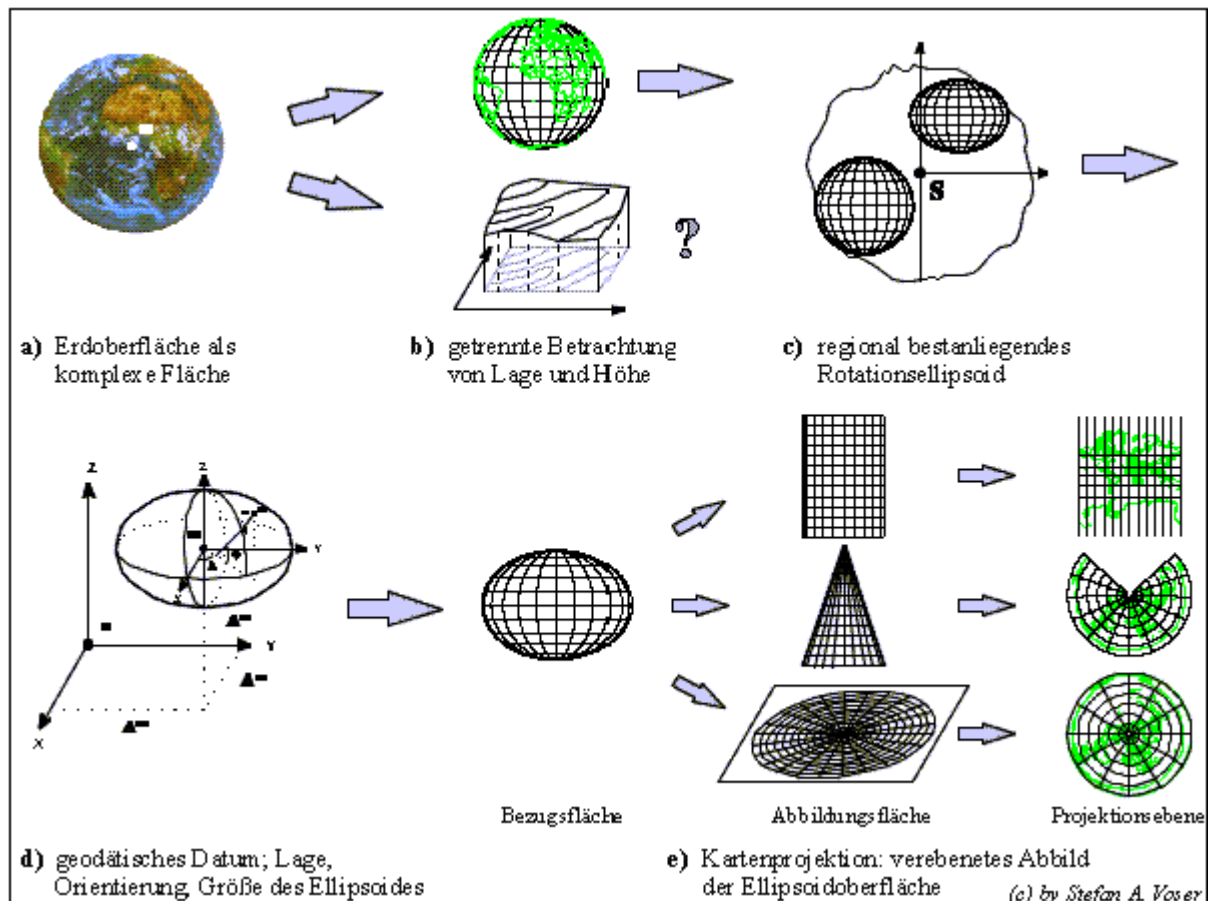 ?
S
a) Erdoberfläche als
komplexe Fläche
b) getrennte Betrachtung
von Lage und Höhe
c) regional bestanliegendes
Rotationsellipsoid
Z
Z
Y
X
Y
X
Bezugsfläche
Abbildungsfläche
Projektionsebene
d) geodätisches Datum; Lage,
Orientierung, Größe des Ellipsoides
e) Kartenprojektion: verebenetes Abbild
der Ellipsoidoberfläche
(c) by Stefan A. Voser